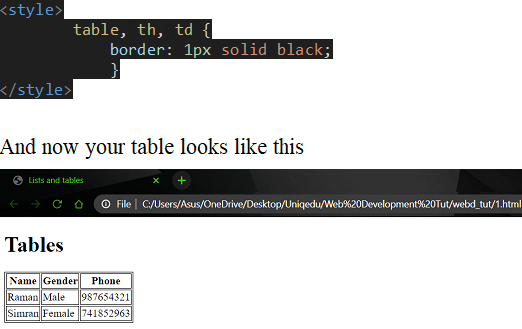 <style>
table, th, td {
border: 1px solid black;
}
</style>
And now your table looks like this
Lists and tables
File | C:/Users/Asus/OneDrive/Desktop/Uniqedu/Web%20Development%20Tut/webd_tut/1.html
Tables
Name Gender Phone
Raman Male 987654321
Simran Female 741852963